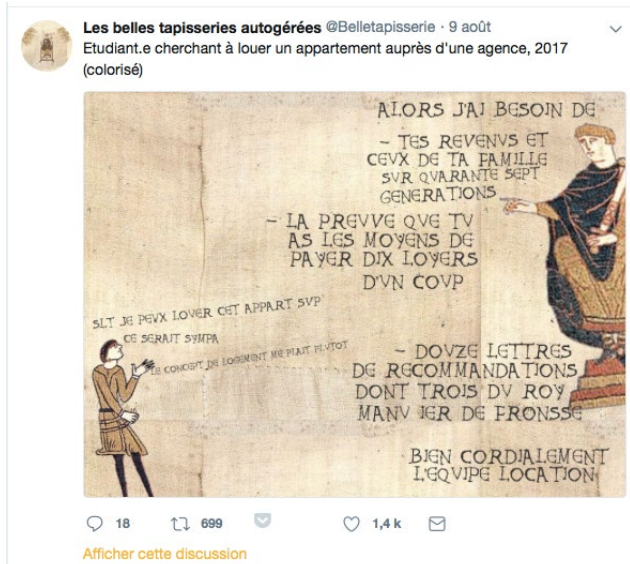 Les belles tapisseries autogérées @Belletapisserie · 9 août
Etudiant.e cherchant à louer un appartement auprès d'une agence, 2017
(colorisé)
ALORS J'AI BESOIN DE
- TES REVENVS ET
CEVX DE TA FAMILLE
SVR QVARANTE SEPT
GENERATIONS
- LA PREVVE QVE TV
AS LES MOYENS DE
PAYER DIX LOYERS
D'VN COVP
SLT JE PEVX LOVER CET APPART SVP
CE SERAIT SYMPA
LE CONCEPT DE LOGEMENT ME PLAIT PLVTOT
- DOVZE LETTRES
DE RECOMMANDATIONS
DONT TROIS DV ROY
MANV IER DE FRONSSE
BIEN CORDIALEMENT
L'EQVIPE LOCATION
18 699 1,4 k
Afficher cette discussion